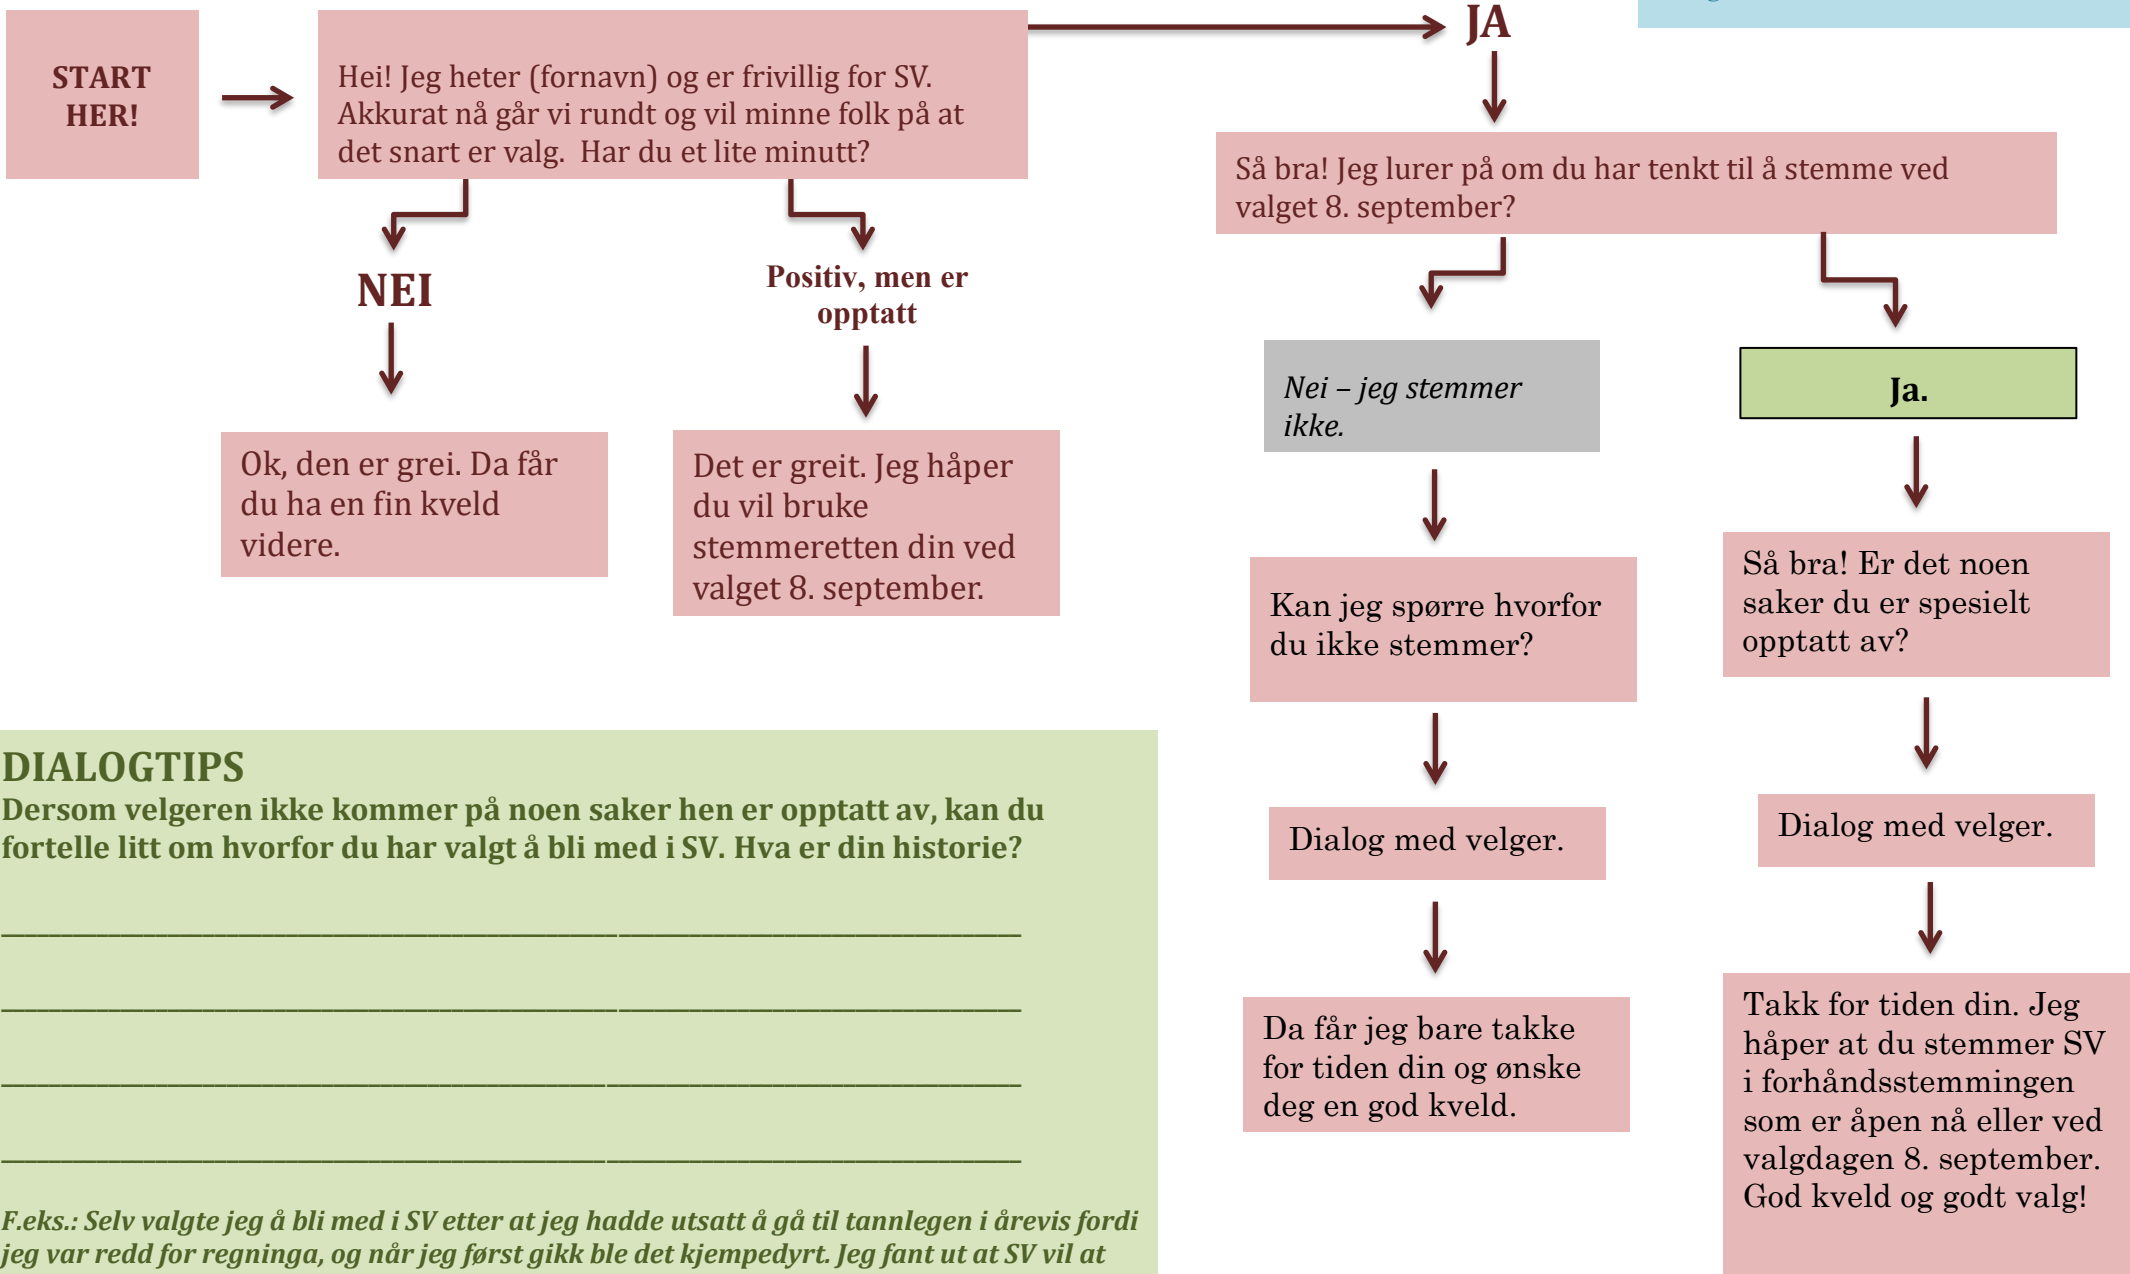 START
HER!
Hei! Jeg heter (fornavn) og er frivillig for SV.
Akkurat nå går vi rundt og vil minne folk på at
det snart er valg.  Har du et lite minutt?
NEI
Ok, den er grei. Da får
du ha en fin kveld
videre.
Positiv, men er
opptatt
Det er greit. Jeg håper
du vil bruke
stemmeretten din ved
valget 8. september.
JA
Så bra! Jeg lurer på om du har tenkt til å stemme ved
valget 8. september?
Nei – jeg stemmer
ikke.
Kan jeg spørre hvorfor
du ikke stemmer?
Dialog med velger.
Da får jeg bare takke
for tiden din og ønske
deg en god kveld.
Ja.
Så bra! Er det noen
saker du er spesielt
opptatt av?
Dialog med velger.
Takk for tiden din. Jeg
håper at du stemmer SV
i forhåndsstemmingen
som er åpen nå eller ved
valgdagen 8. september.
God kveld og godt valg!
DIALOGTIPS
Dersom velgeren ikke kommer på noen saker hen er opptatt av, kan du
fortelle litt om hvorfor du har valgt å bli med i SV. Hva er din historie?
F.eks.: Selv valgte jeg å bli med i SV etter at jeg hadde utsatt å gå til tannlegen i årevis fordi
jeg var redd for regninga, og når jeg først gikk ble det kjempedyrt. Jeg fant ut at SV vil at